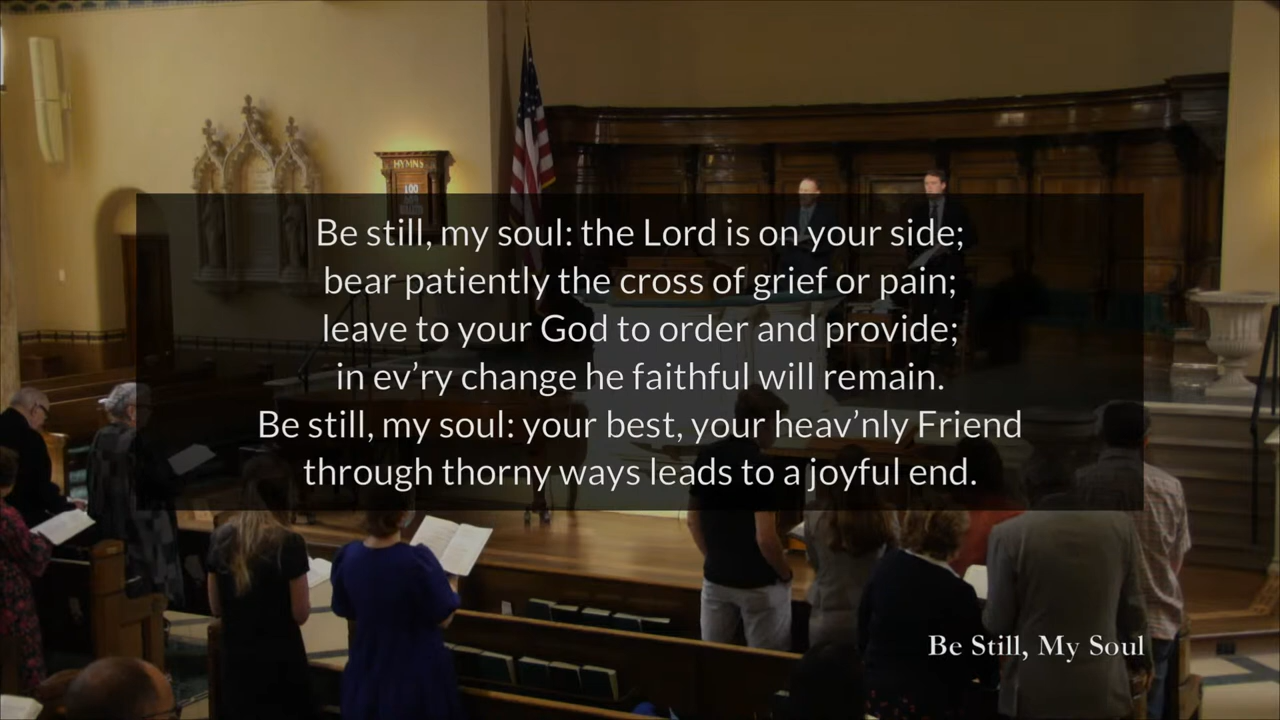 HYMNS
100
Be still, my soul: the Lord is on your side;
bear patiently the cross of grief or pain;
leave to your God to order and provide;
in ev’ry change he faithful will remain.
Be still, my soul: your best, your heav’nly Friend
through thorny ways leads to a joyful end.
Be Still, My Soul